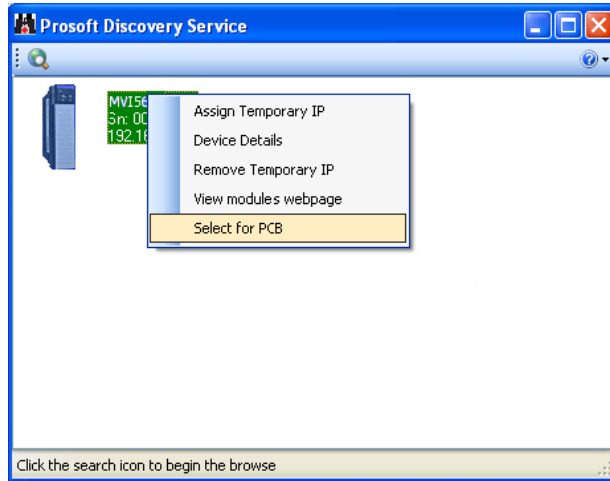 Prosoft Discovery Service
MVI56
Sn: 00
192.16
Assign Temporary IP
Device Details
Remove Temporary IP
View modules webpage
Select for PCB
Click the search icon to begin the browse